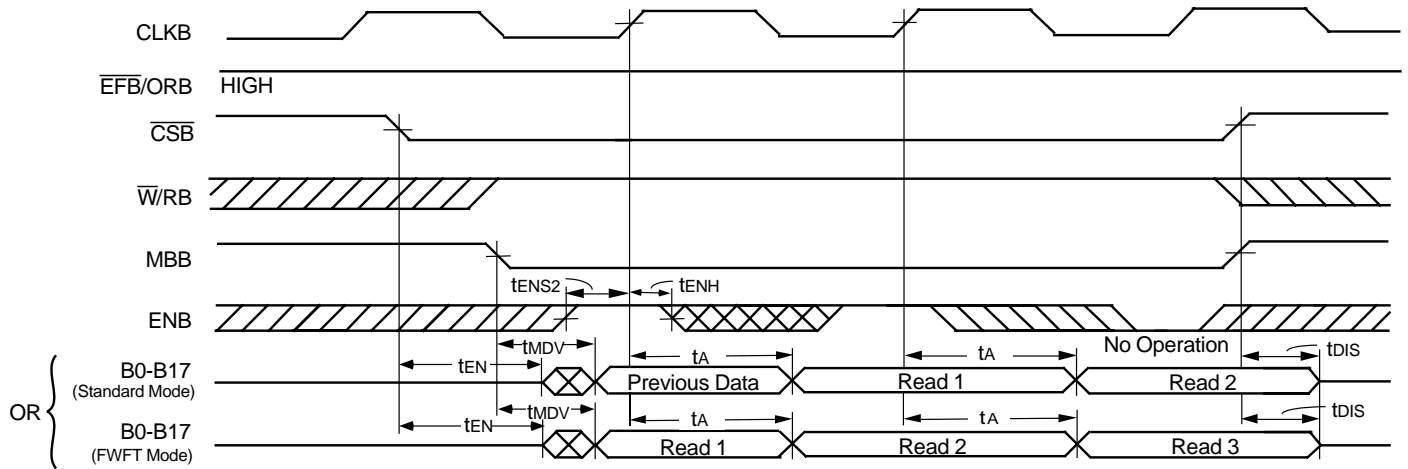 CLKB
EFB/ORB HIGH
CSB
W/RB
MBB
tENS2 tENH
ENB
No Operation
tMDV
tEN tA tA tDIS
B0-B17
(Standard Mode)
Previous Data Read 1 Read 2
OR
tMDV
tEN tA tA tDIS
B0-B17
(FWFT Mode)
Read 1 Read 2 Read 3